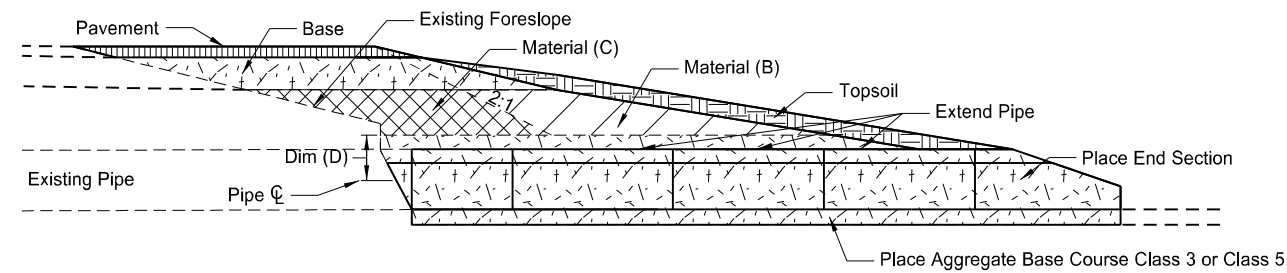 Pavement
Base
Existing Foreslope
Material (C)
Material (B)
2:1
Topsoil
Extend Pipe
Dim (D)
Place End Section
Existing Pipe
Pipe ℄
Place Aggregate Base Course Class 3 or Class 5